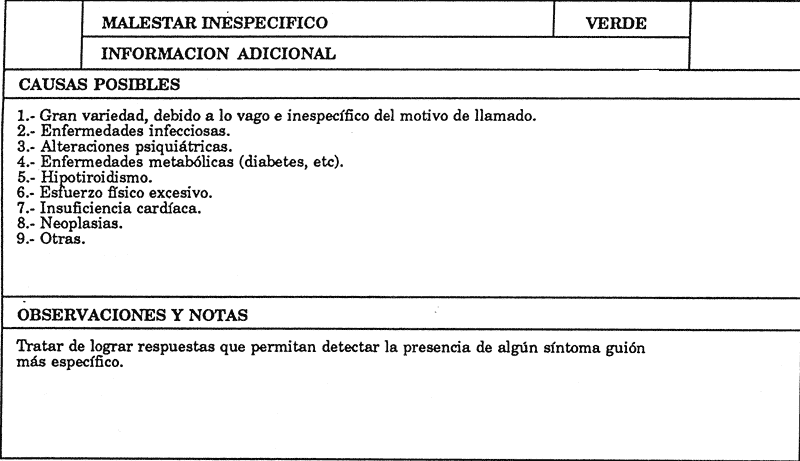 MALESTAR INESPECIFICO
VERDE
INFORMACION ADICIONAL
CAUSAS POSIBLES
1.- Gran variedad, debido a lo vago e inespecífico del motivo de llamado.
2.- Enfermedades infecciosas.
3.- Alteraciones psiquiátricas.
4.- Enfermedades metabólicas (diabetes, etc).
5.- Hipotiroidismo.
6.- Esfuerzo físico excesivo.
7.- Insuficiencia cardíaca.
8.- Neoplasias.
9.- Otras.
OBSERVACIONES Y NOTAS
Tratar de lograr respuestas que permitan detectar la presencia de algún síntoma guión
más específico.